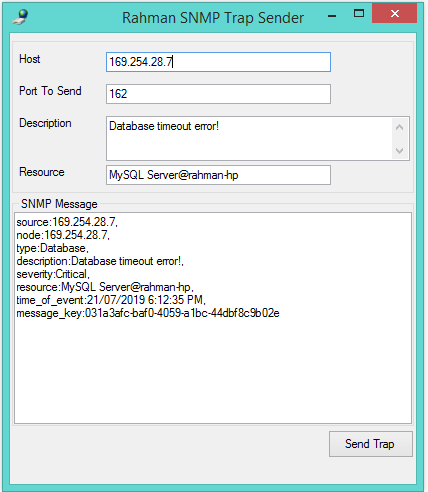 Rahman SNMP Trap Sender
Host
169.254.28.7
Port To Send
162
Description
Database timeout error!
Resource
MySQL Server@rahman-hp
SNMP Message
source:169.254.28.7,
node:169.254.28.7,
type:Database,
description:Database timeout error!,
severity:Critical,
resource:MySQL Server@rahman-hp,
time_of_event:21/07/2019 6:12:35 PM,
message_key:031a3afc-baf0-4059-a1bc-44dbf8c9b02e
Send Trap